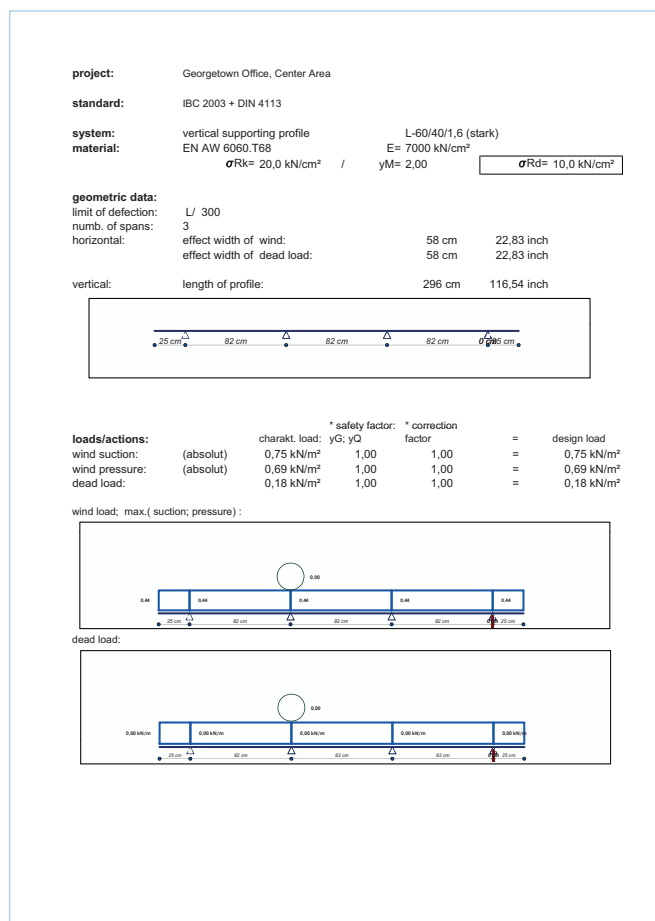 project: Georgetown Office, Center Area
standard: IBC 2003 + DIN 4113
system: vertical supporting profile L-60/40/1,6 (stark)
material: EN AW 6060.T68 E= 7000 kN/cm²
σRk= 20,0 kN/cm² / yM= 2,00 σRd= 10,0 kN/cm²
geometric data:
limit of defection: L/ 300
numb. of spans: 3
horizontal: effect width of wind: 58 cm 22,83 inch
effect width of dead load: 58 cm 22,83 inch
vertical: length of profile: 296 cm 116,54 inch
25 cm 82 cm 82 cm 82 cm 25 cm
* safety factor: * correction
loads/actions: charakt. load: yG; yQ factor = design load
wind suction: (absolut) 0,75 kN/m² 1,00 1,00 = 0,75 kN/m²
wind pressure: (absolut) 0,69 kN/m² 1,00 1,00 = 0,69 kN/m²
dead load: 0,18 kN/m² 1,00 1,00 = 0,18 kN/m²
wind load; max.( suction; pressure) :
0,00
0,44 0,44 0,44 0,44 0,44
25 cm 82 cm 82 cm 82 cm 25 cm
dead load:
0,00
0,00 kN/m 0,00 kN/m 0,00 kN/m 0,00 kN/m 0,00 kN/m
25 cm 82 cm 82 cm 82 cm 25 cm